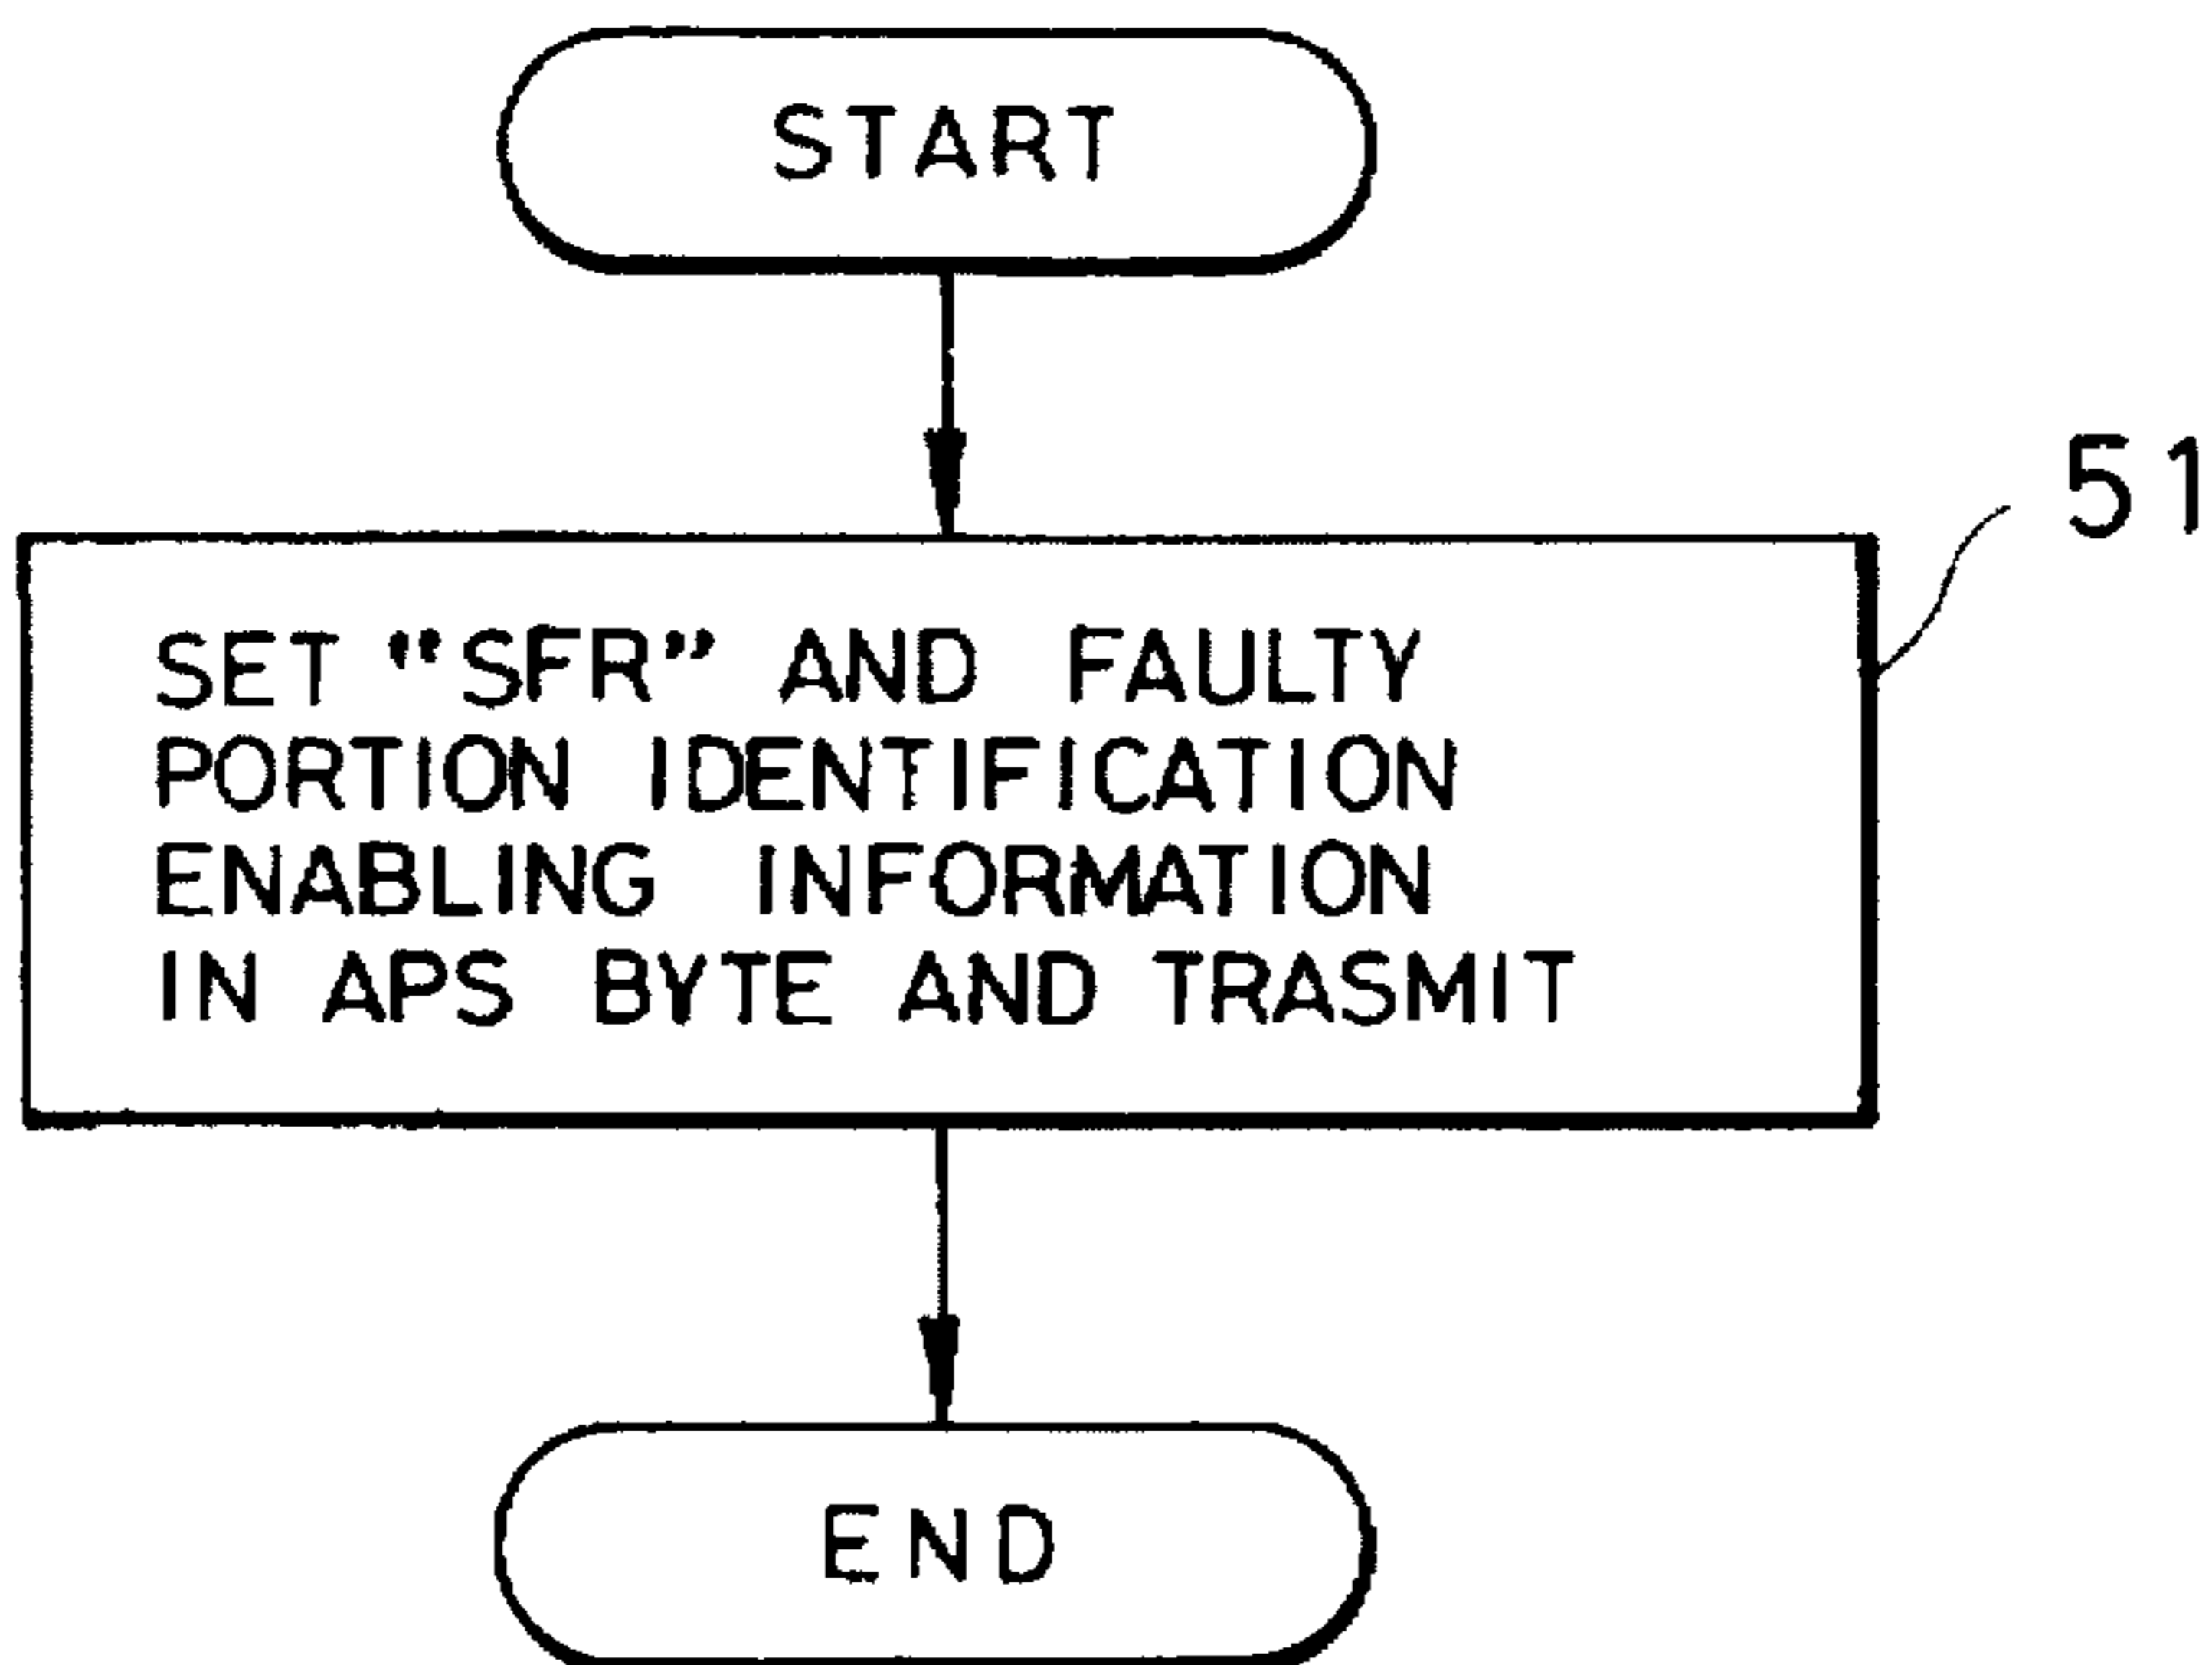 START
51
SET "SFR" AND FAULTY
PORTION IDENTIFICATION
ENABLING INFORMATION
IN APS BYTE AND TRASMIT
END